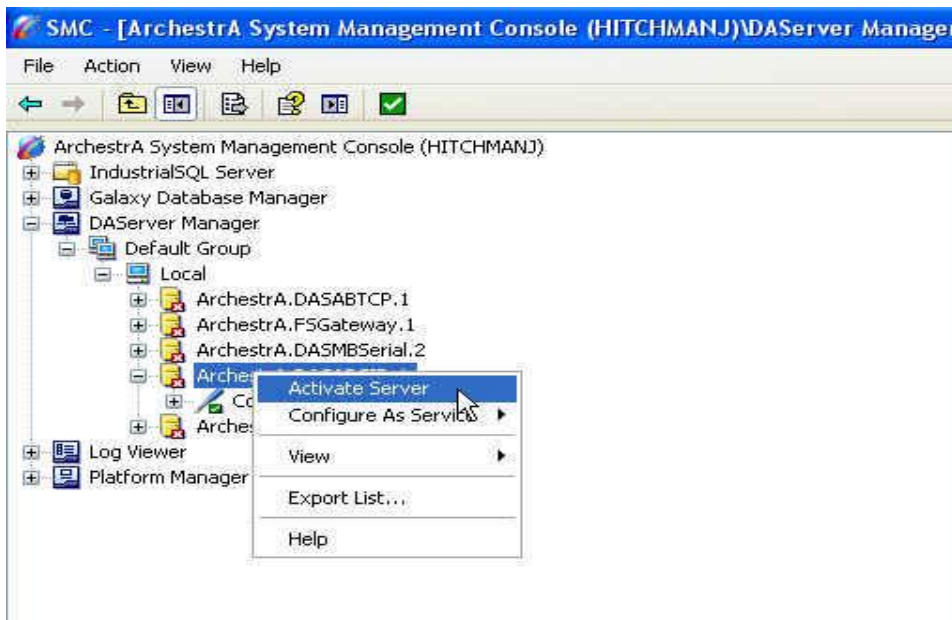 SMC - [ArchestrA System Management Console (HITCHMANJ)\DAServer Manager
File Action View Help
ArchestrA System Management Console (HITCHMANJ)
IndustrialSQL Server
Galaxy Database Manager
DAServer Manager
Default Group
Local
ArchestrA.DASABTCP.1
ArchestrA.FSGateway.1
ArchestrA.DASMBSerial.2
Activate Server
Configure As Service
Log Viewer
View
Platform Manager
Export List...
Help